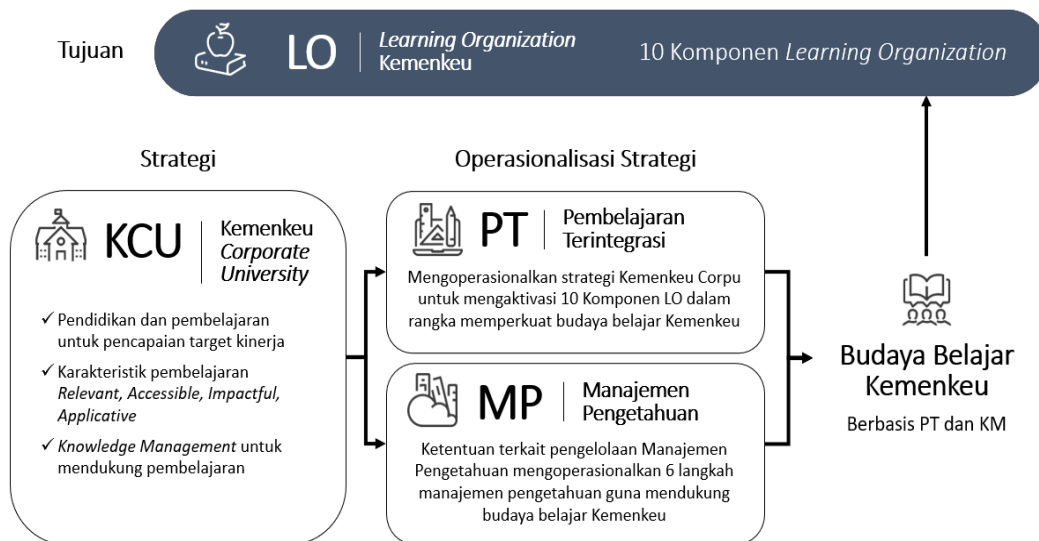 Tujuan
LO
Learning Organization
Kemenkeu
10 Komponen Learning Organization
Strategi
KCU
Kemenkeu
Corporate
University
✓ Pendidikan dan pembelajaran
untuk pencapaian target kinerja
✓ Karakteristik pembelajaran
Relevant, Accessible, Impactful,
Applicative
✓ Knowledge Management untuk
mendukung pembelajaran
Operasionalisasi Strategi
PT
Pembelajaran
Terintegrasi
Mengoperasionalkan strategi Kemenkeu Corpu
untuk mengaktivasi 10 Komponen LO dalam
rangka memperkuat budaya belajar Kemenkeu
MP
Manajemen
Pengetahuan
Ketentuan terkait pengelolaan Manajemen
Pengetahuan mengoperasionalkan 6 langkah
manajemen pengetahuan guna mendukung
budaya belajar Kemenkeu
Budaya Belajar
Kemenkeu
Berbasis PT dan KM